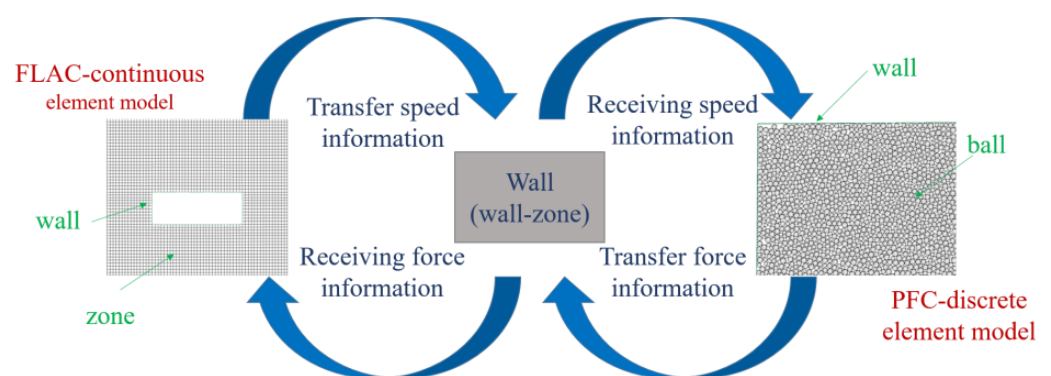 FLAC-continuous
element model
wall
zone
Transfer speed
information
Receiving force
information
Wall
(wall-zone)
Receiving speed
information
Transfer force
information
wall
ball
PFC-discrete
element model